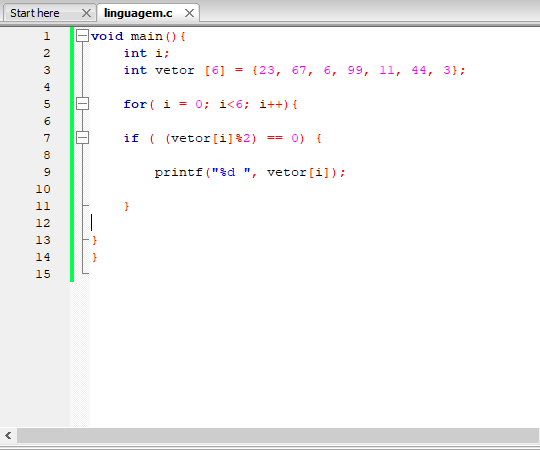 Start here
linguagem.c
1 void main(){
2 int i;
3 int vetor [6] = {23, 67, 6, 99, 11, 44, 3};
4
5 for( i = 0; i<6; i++){
6
7 if ( (vetor[i]%2) == 0) {
8
9 printf("%d ", vetor[i]);
10
11 }
12
13 }
14 }
15